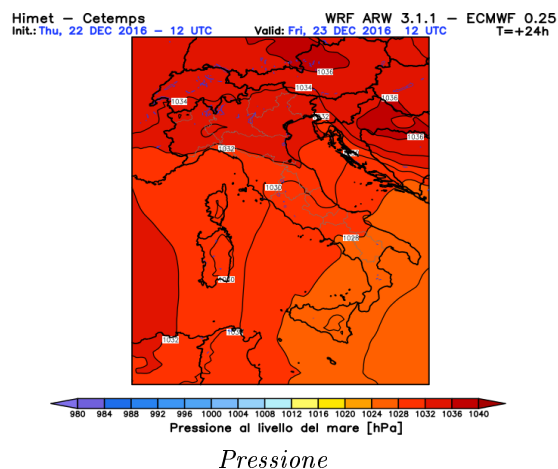 Himet – Cetemps WRF ARW 3.1.1 – ECMWF 0.25
Init.: Thu, 22 DEC 2016 – 12 UTC Valid: Fri, 23 DEC 2016 12 UTC T=+24h
1036
1034
1036
1034
1032
1036
1032
1030
1028
1032
980 984 988 992 996 1000 1004 1008 1012 1016 1020 1024 1028 1032 1036 1040
Pressione al livello del mare [hPa]
Pressione